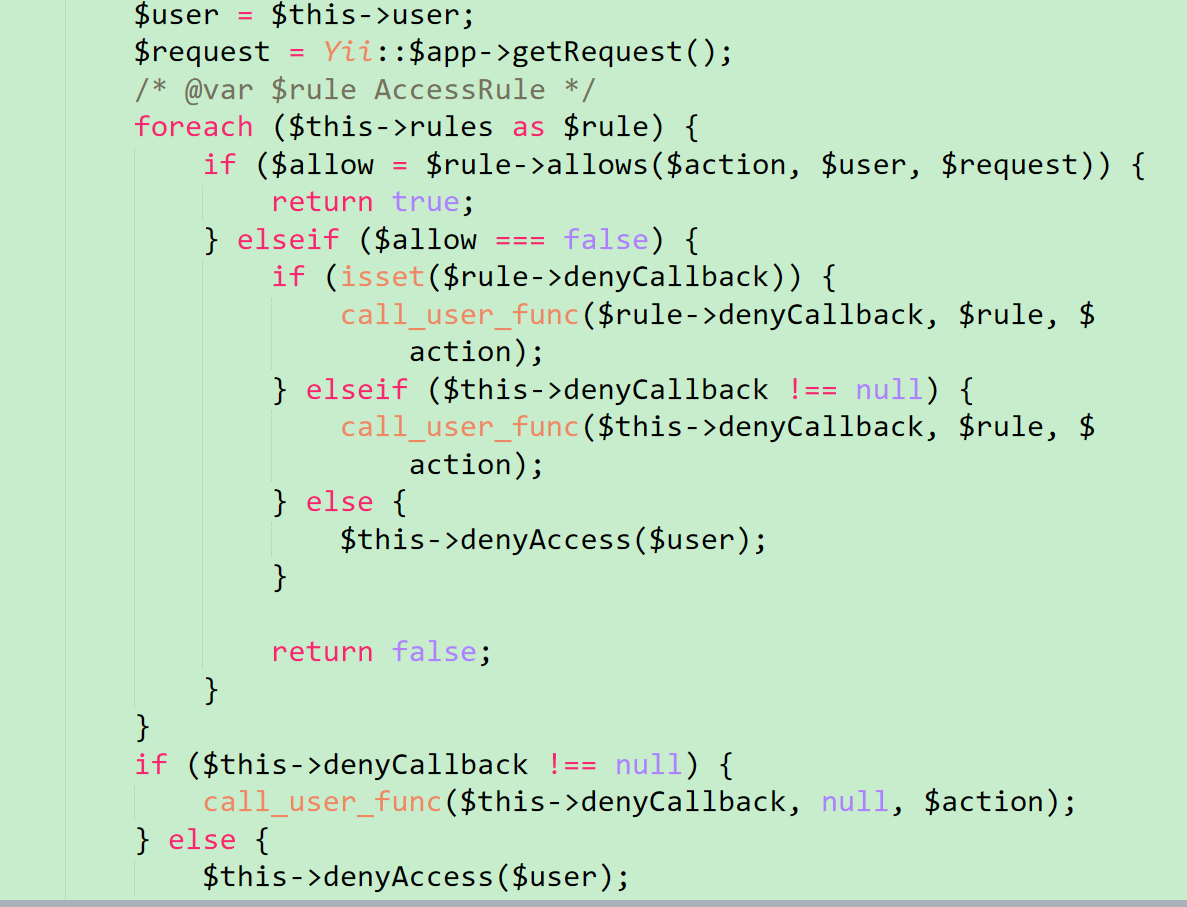 $user = $this->user;
$request = Yii::$app->getRequest();
/* @var $rule AccessRule */
foreach ($this->rules as $rule) {
if ($allow = $rule->allows($action, $user, $request)) {
return true;
} elseif ($allow === false) {
if (isset($rule->denyCallback)) {
call_user_func($rule->denyCallback, $rule, $
action);
} elseif ($this->denyCallback !== null) {
call_user_func($this->denyCallback, $rule, $
action);
} else {
$this->denyAccess($user);
}
return false;
}
}
if ($this->denyCallback !== null) {
call_user_func($this->denyCallback, null, $action);
} else {
$this->denyAccess($user);